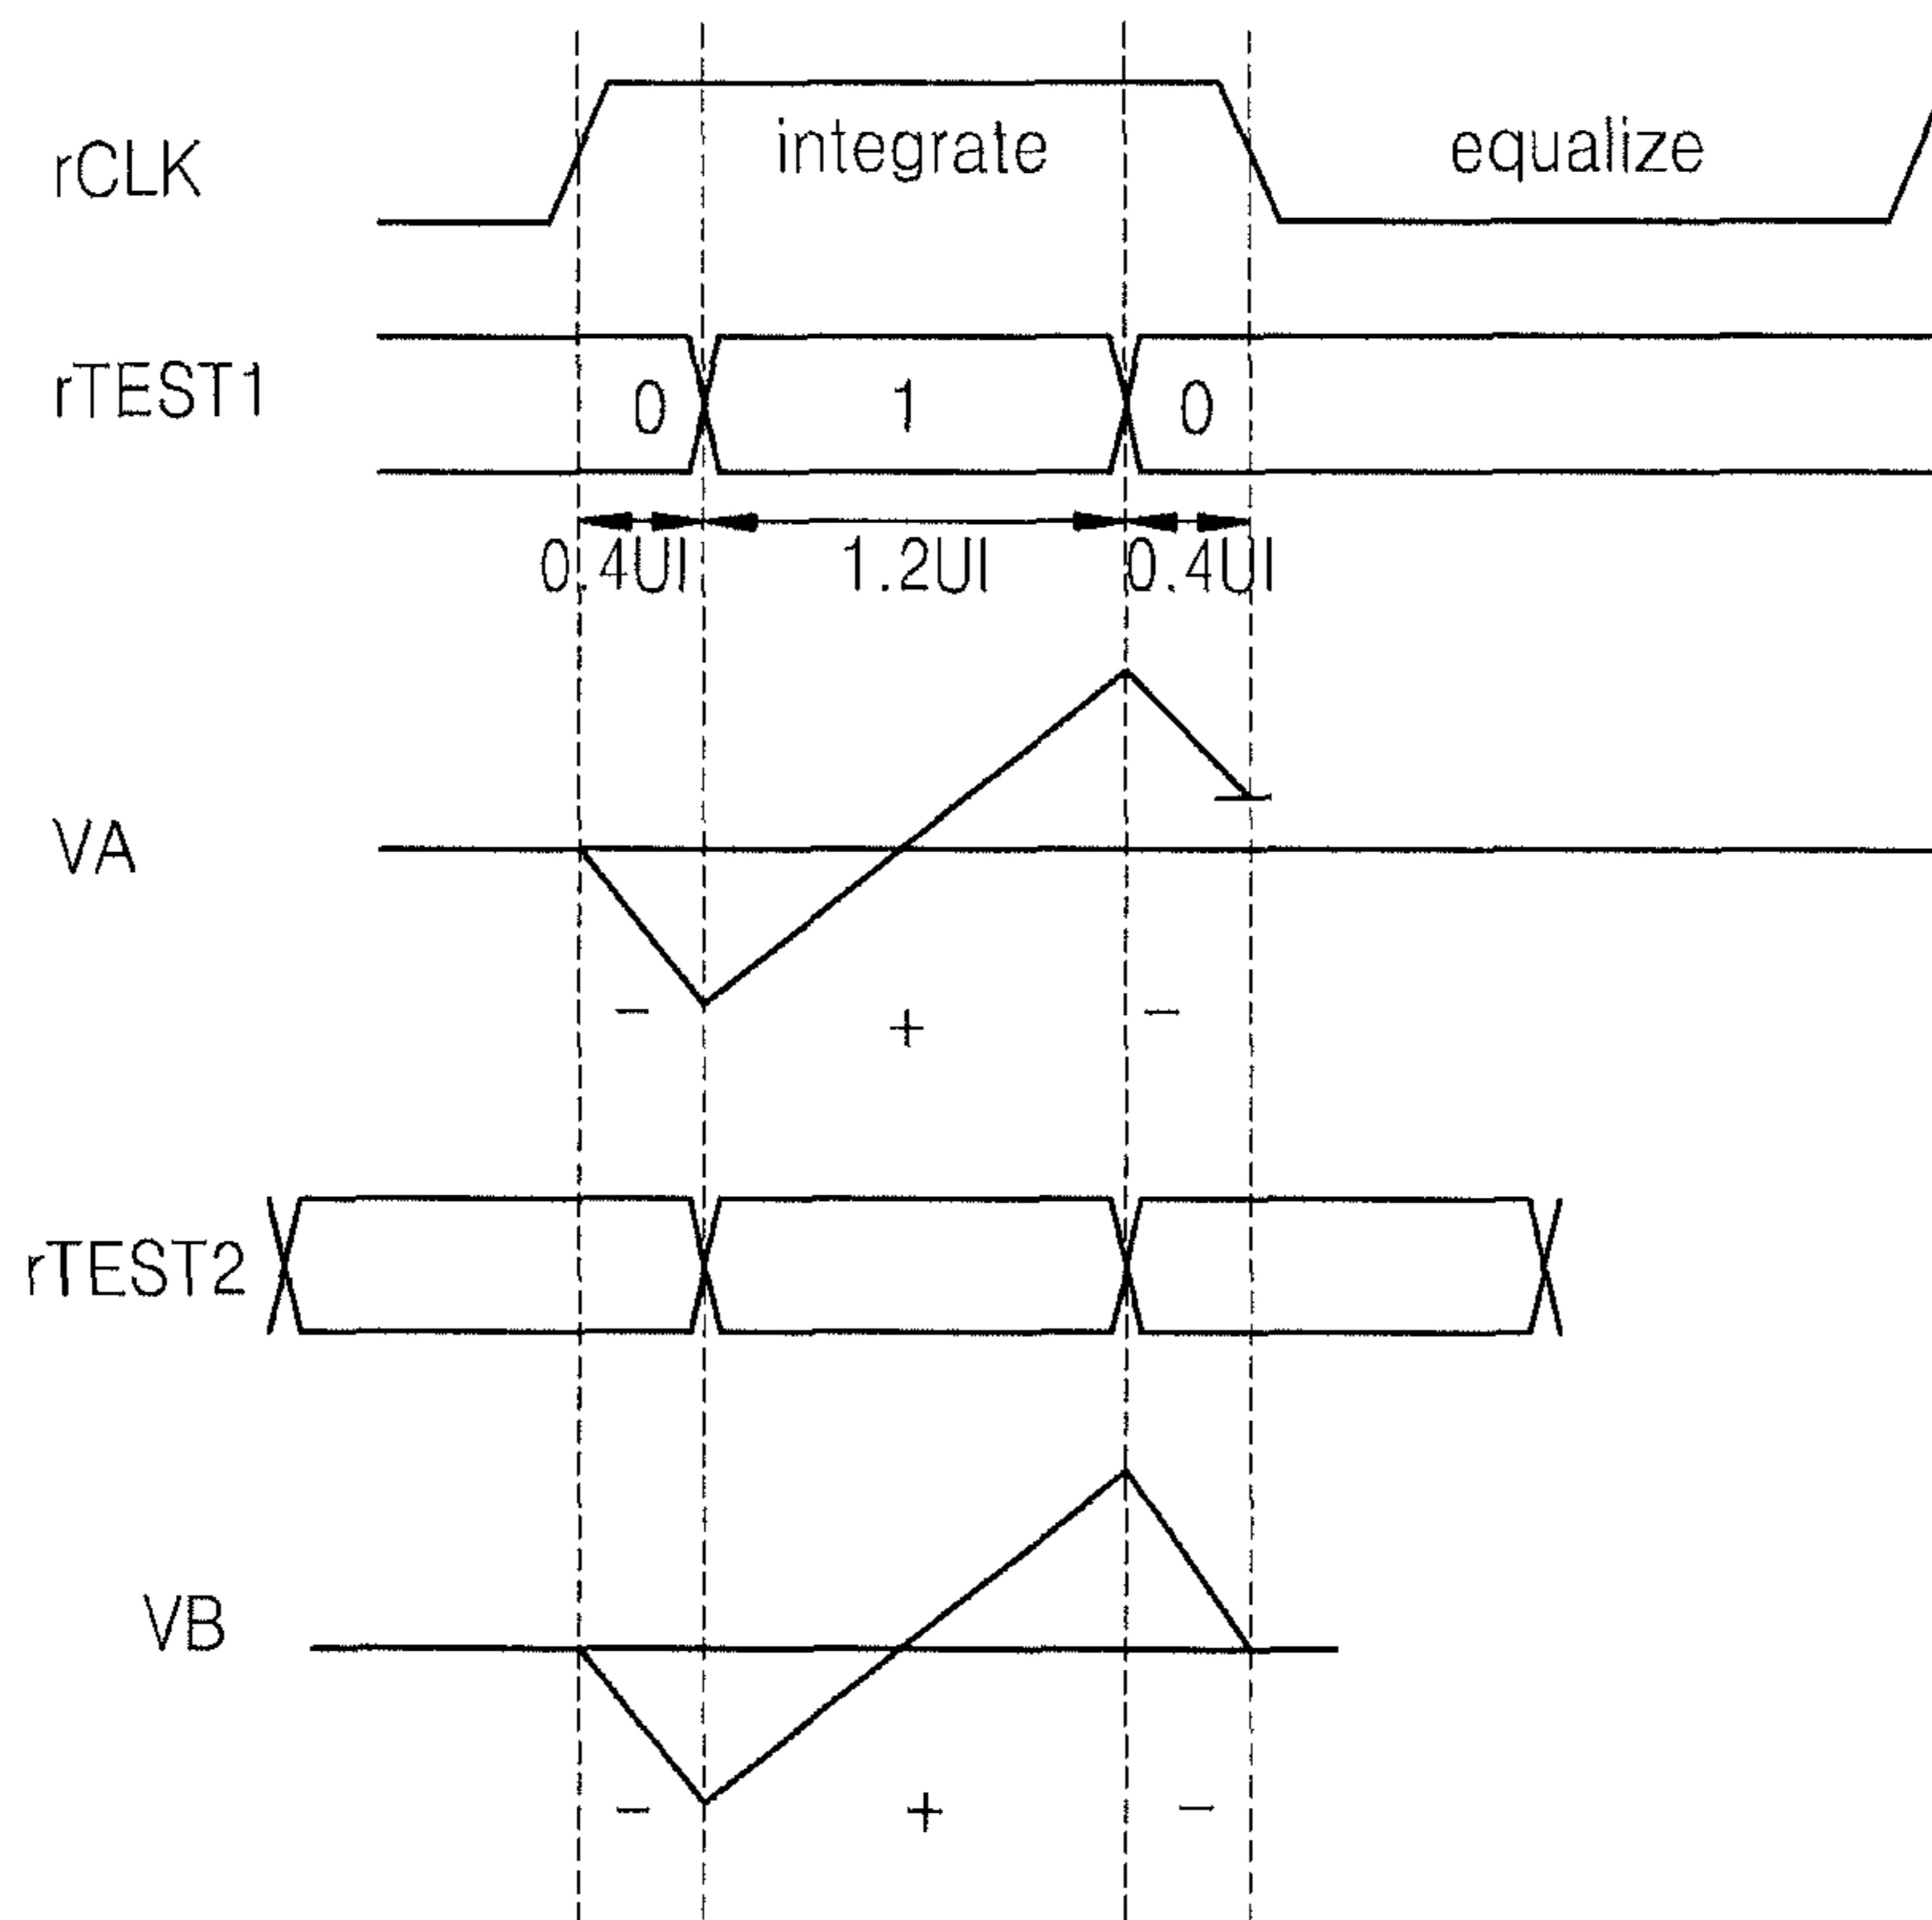 rCLK
integrate
equalize
rTEST1
0
1
0
0.4UI
1.2UI
0.4UI
VA
−
+
−
rTEST2
VB
−
+
−